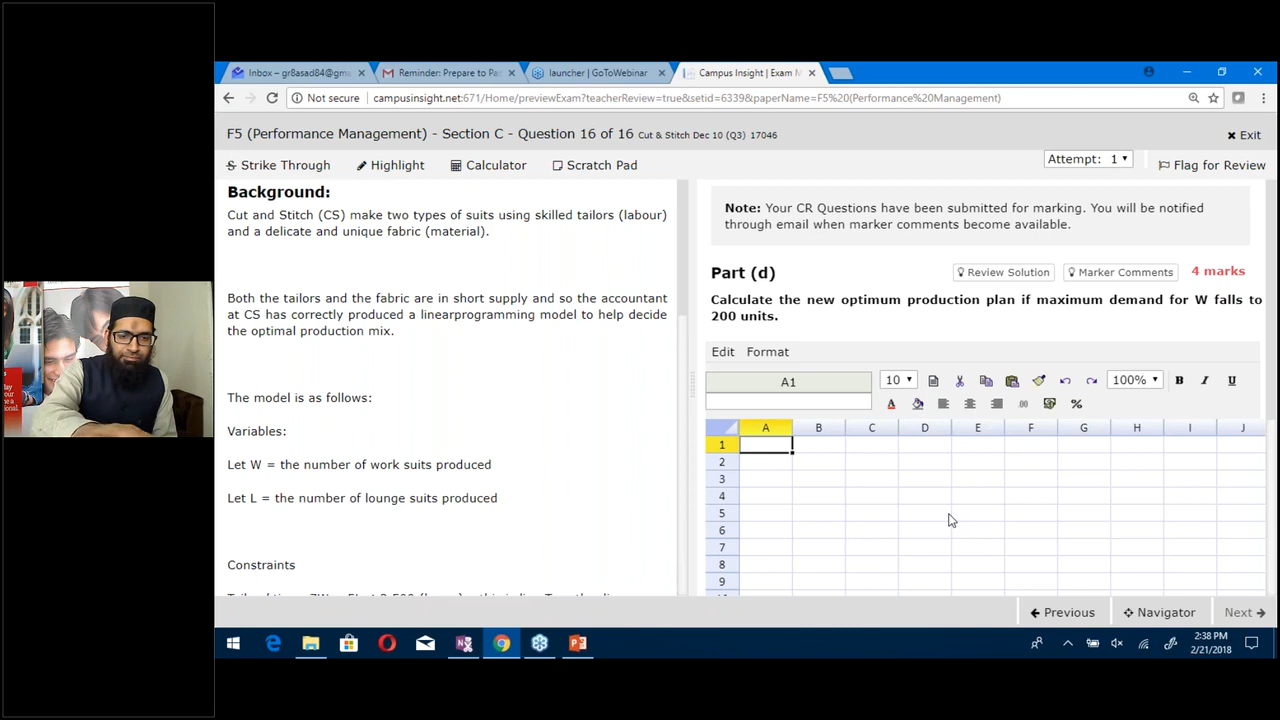 Inbox – gr8asad84@gma
Reminder: Prepare to Pa
launcher | GoToWebinar
Campus Insight | Exam M
Not secure
campusinsight.net:671/Home/previewExam?teacherReview=true&setid=6339&paperName=F5%20(Performance%20Management)
F5 (Performance Management) - Section C - Question 16 of 16 Cut & Stitch Dec 10 (Q3) 17046
Exit
Strike Through
Highlight
Calculator
Scratch Pad
Attempt: 1
Flag for Review
Background:
Cut and Stitch (CS) make two types of suits using skilled tailors (labour)
and a delicate and unique fabric (material).
Both the tailors and the fabric are in short supply and so the accountant
at CS has correctly produced a linearprogramming model to help decide
the optimal production mix.
The model is as follows:
Variables:
Let W = the number of work suits produced
Let L = the number of lounge suits produced
Constraints
Note: Your CR Questions have been submitted for marking. You will be notified
through email when marker comments become available.
Part (d)
Review Solution
Marker Comments
4 marks
Calculate the new optimum production plan if maximum demand for W falls to
200 units.
Edit
Format
A1
10
100%
B
I
U
A
.00
%
A B C D E F G H I J
1
2
3
4
5
6
7
8
9
Previous
Navigator
Next
2:38 PM
2/21/2018